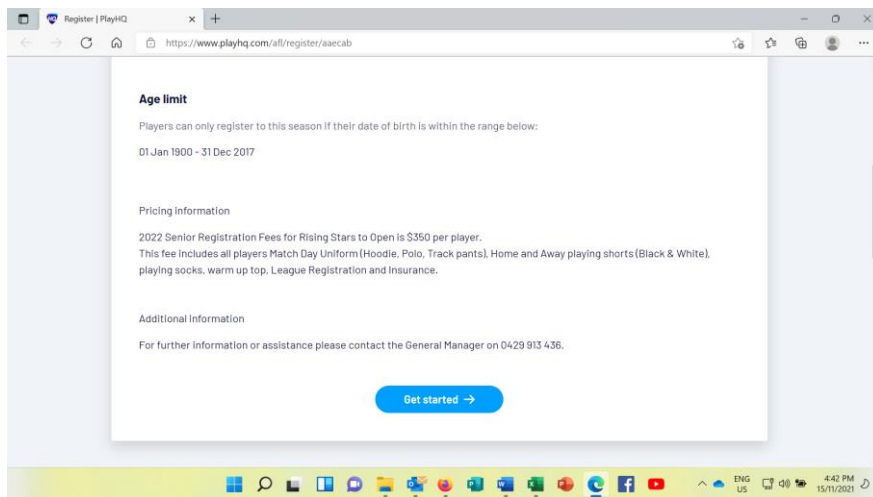 Register | PlayHQ
https://www.playhq.com/afl/register/aaecab
Age limit
Players can only register to this season if their date of birth is within the range below:
01 Jan 1900 - 31 Dec 2017
Pricing information
2022 Senior Registration Fees for Rising Stars to Open is $350 per player.
This fee includes all players Match Day Uniform (Hoodie, Polo, Track pants), Home and Away playing shorts (Black & White),
playing socks, warm up top, League Registration and Insurance.
Additional information
For further information or assistance please contact the General Manager on 0429 913 436.
Get started →
ENG
US
4:42 PM
15/11/2021